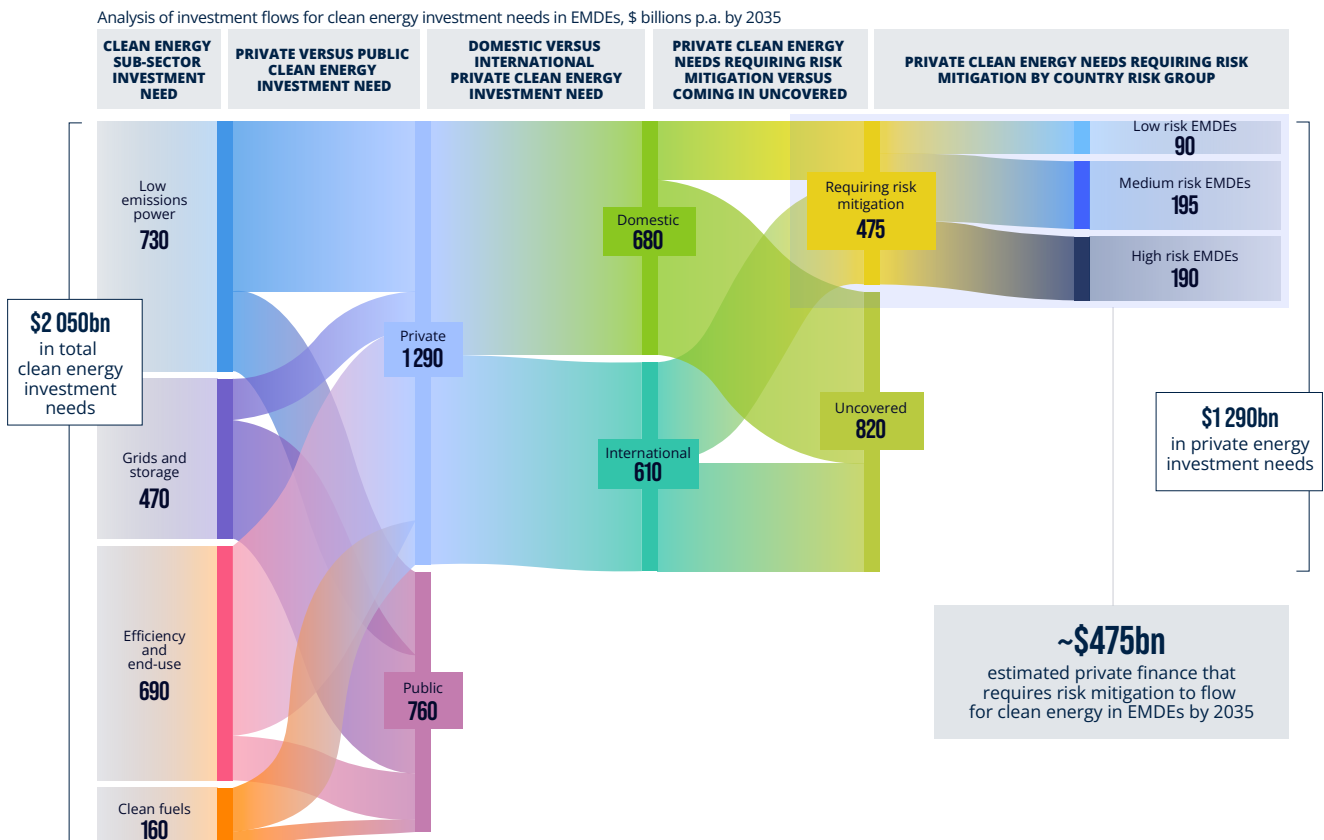 Analysis of investment flows for clean energy investment needs in EMDEs, $ billions p.a. by 2035
CLEAN ENERGY
SUB-SECTOR
INVESTMENT
NEED
PRIVATE VERSUS PUBLIC
CLEAN ENERGY
INVESTMENT NEED
DOMESTIC VERSUS
INTERNATIONAL
PRIVATE CLEAN ENERGY
INVESTMENT NEED
PRIVATE CLEAN ENERGY
NEEDS REQUIRING RISK
MITIGATION VERSUS
COMING IN UNCOVERED
PRIVATE CLEAN ENERGY NEEDS REQUIRING RISK
MITIGATION BY COUNTRY RISK GROUP
$2 050bn
in total
clean energy
investment
needs
Low
emissions
power
730
Grids and
storage
470
Efficiency
and
end-use
690
Clean fuels
160
Private
1 290
Public
760
Domestic
680
International
610
Requiring risk
mitigation
475
Uncovered
820
Low risk EMDEs
90
Medium risk EMDEs
195
High risk EMDEs
190
$1 290bn
in private energy
investment needs
~$475bn
estimated private finance that
requires risk mitigation to flow
for clean energy in EMDEs by 2035